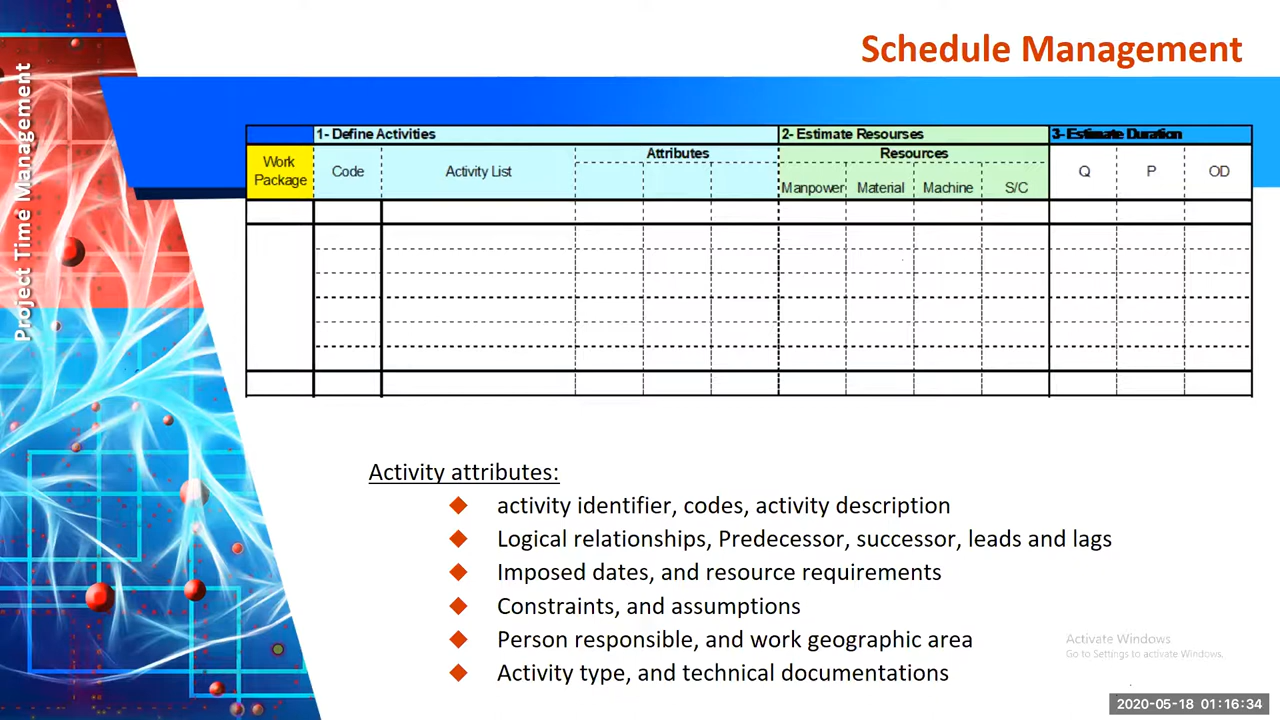 Schedule Management
Project Time Management
1- Define Activities 2- Estimate Resourses 3- Estimate Duration
Work Package Code Activity List Attributes Resources Q P OD
Manpower Material Machine S/C
Activity attributes:
activity identifier, codes, activity description
Logical relationships, Predecessor, successor, leads and lags
Imposed dates, and resource requirements
Constraints, and assumptions
Person responsible, and work geographic area
Activity type, and technical documentations
Activate Windows
Go to Settings to activate Windows.
2020-05-18 01:16:34